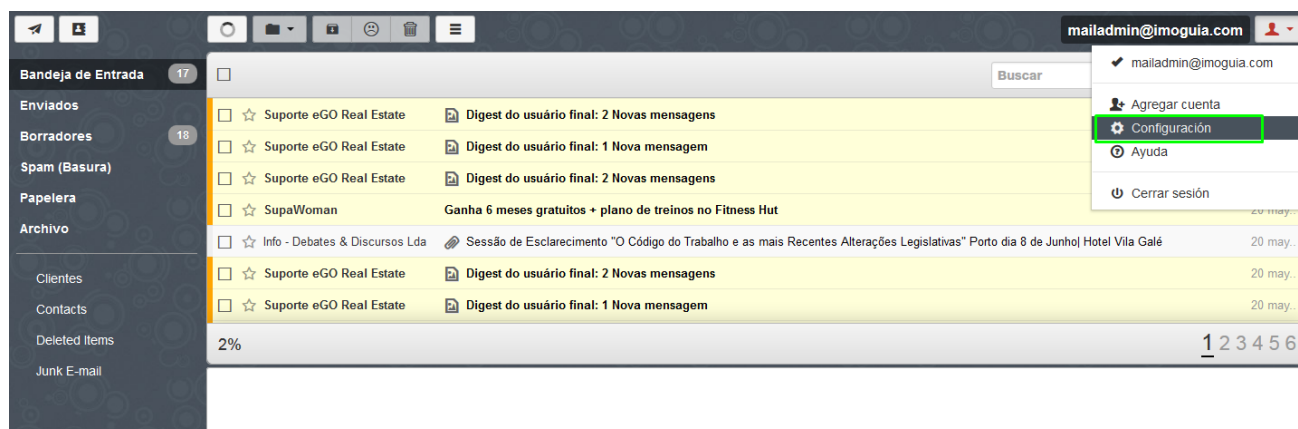 mailadmin@imoguia.com
Bandeja de Entrada 17
Enviados
Borradores 18
Spam (Basura)
Papelera
Archivo
Clientes
Contacts
Deleted Items
Junk E-mail
Buscar
mailadmin@imoguia.com
Agregar cuenta
Configuración
Ayuda
Cerrar sesión
Suporte eGO Real Estate Digest do usuário final: 2 Novas mensagens
Suporte eGO Real Estate Digest do usuário final: 1 Nova mensagem
Suporte eGO Real Estate Digest do usuário final: 2 Novas mensagens
SupaWoman Ganha 6 meses gratuitos + plano de treinos no Fitness Hut 20 may..
Info - Debates & Discursos Lda Sessão de Esclarecimento "O Código do Trabalho e as mais Recentes Alterações Legislativas" Porto dia 8 de Junho| Hotel Vila Galé 20 may..
Suporte eGO Real Estate Digest do usuário final: 2 Novas mensagens 20 may..
Suporte eGO Real Estate Digest do usuário final: 1 Nova mensagem 20 may..
2% 1 2 3 4 5 6